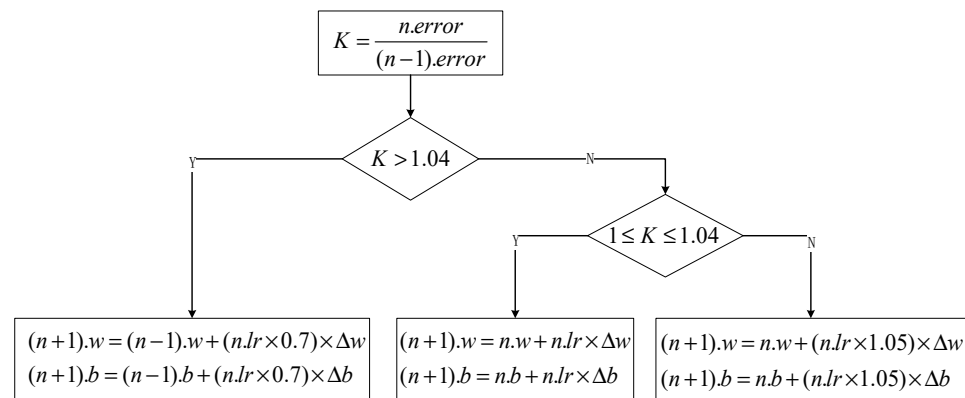 K = n.error / (n−1).error
K > 1.04
Y
N
1 ≤ K ≤ 1.04
Y
N
(n+1).w = (n−1).w + (n.lr×0.7)×Δw
(n+1).b = (n−1).b + (n.lr×0.7)×Δb
(n+1).w = n.w + n.lr×Δw
(n+1).b = n.b + n.lr×Δb
(n+1).w = n.w + (n.lr×1.05)×Δw
(n+1).b = n.b + (n.lr×1.05)×Δb